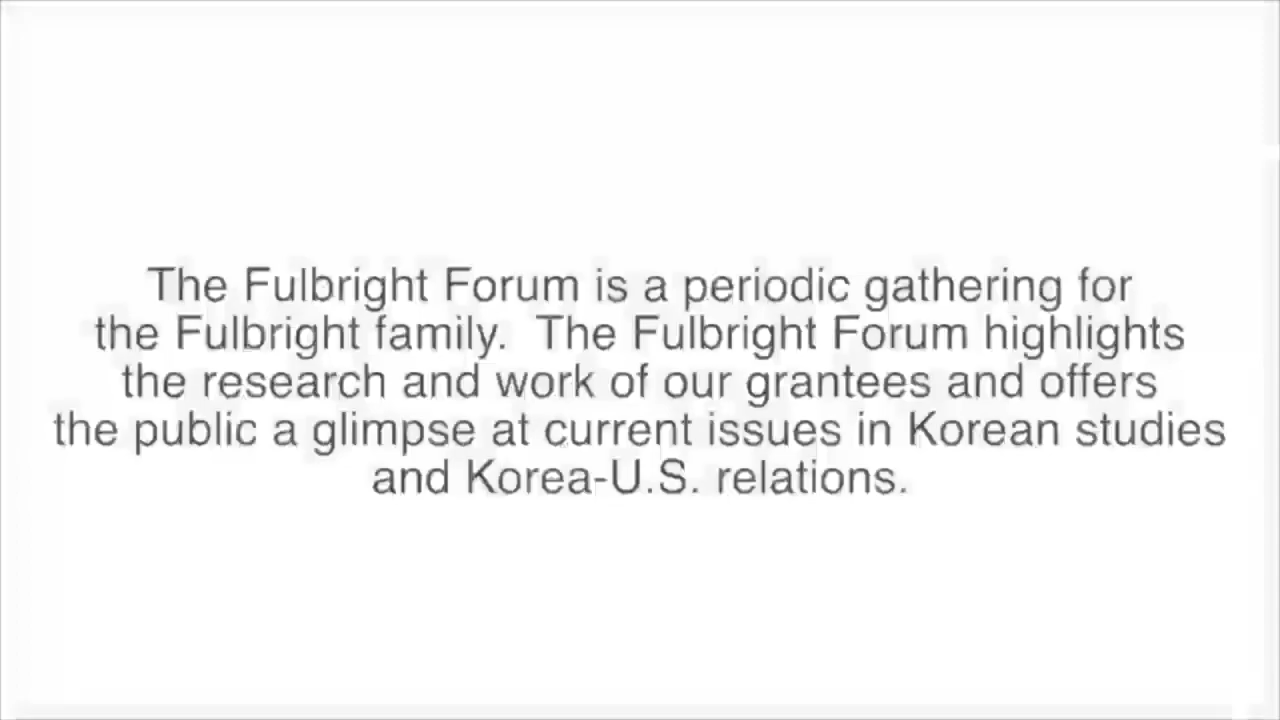 The Fulbright Forum is a periodic gathering for
the Fulbright family.  The Fulbright Forum highlights
the research and work of our grantees and offers
the public a glimpse at current issues in Korean studies
and Korea-U.S. relations.